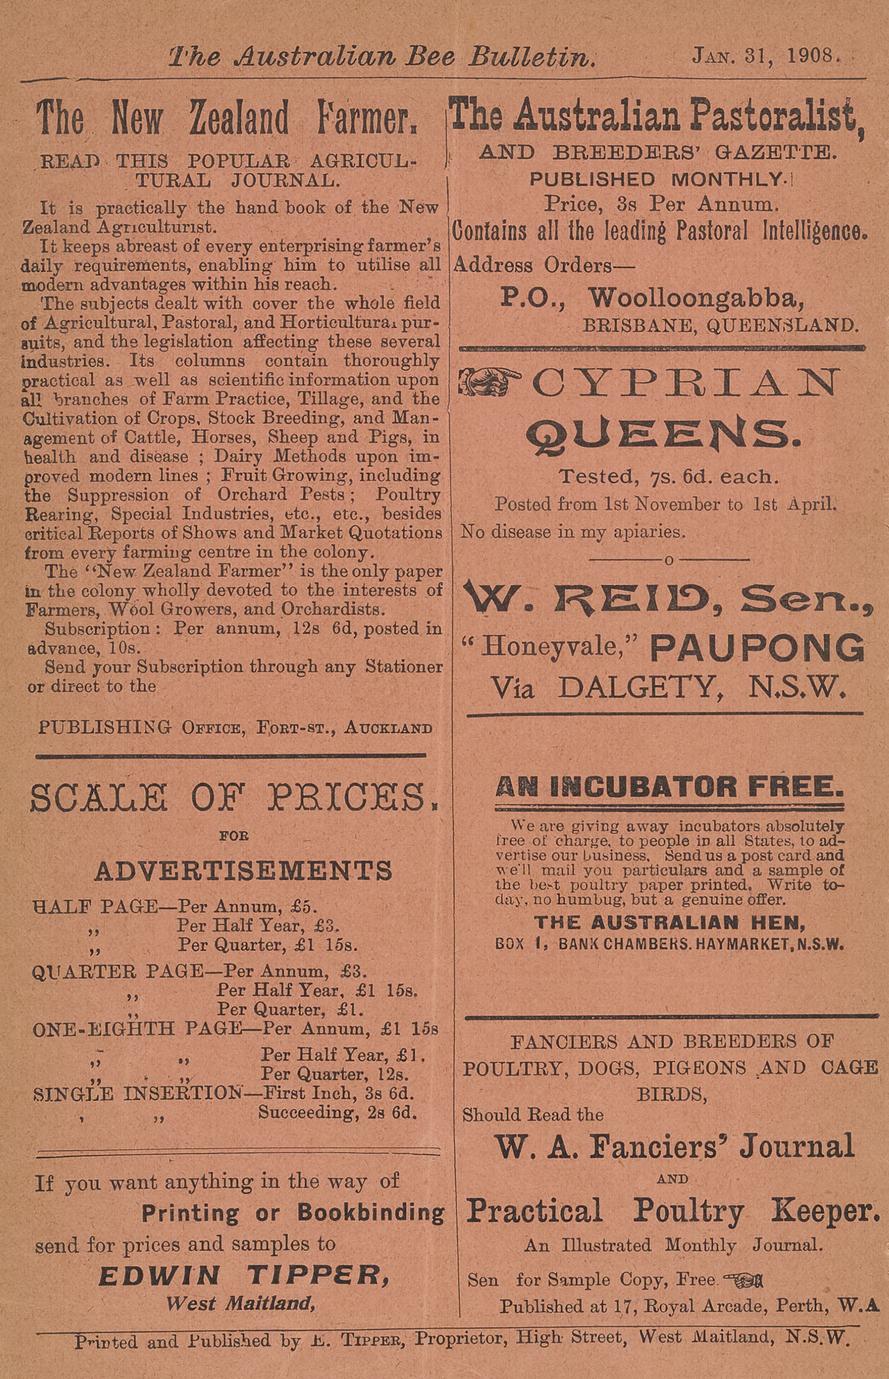 The Australian Bee Bulletin. JAN. 31, 1908.
The New Zealand Farmer.
READ THIS POPULAR AGRICUL-
TURAL JOURNAL.
It is practically the hand book of the New
Zealand Agriculturist.
It keeps abreast of every enterprising farmer's
daily requirements, enabling him to utilise all
modern advantages within his reach.
The subjects dealt with cover the whole field
of Agricultural, Pastoral, and Horticultural pur-
suits, and the legislation affecting these several
industries. Its columns contain thoroughly
practical as well as scientific information upon
all branches of Farm Practice, Tillage, and the
Cultivation of Crops, Stock Breeding, and Man-
agement of Cattle, Horses, Sheep and Pigs, in
health and disease ; Dairy Methods upon im-
proved modern lines ; Fruit Growing, including
the Suppression of Orchard Pests ; Poultry
Rearing, Special Industries, etc., etc., besides
critical Reports of Shows and Market Quotations
from every farming centre in the colony.
The "New Zealand Farmer" is the only paper
in the colony wholly devoted to the interests of
Farmers, Wool Growers, and Orchardists.
Subscription : Per annum, 12s 6d, posted in
advance, 10s.
Send your Subscription through any Stationer
or direct to the
PUBLISHING OFFICE, FORT-ST., AUCKLAND
SCALE OF PRICES.
FOR
ADVERTISEMENTS
HALF PAGE—Per Annum, £5.
,, Per Half Year, £3.
,, Per Quarter, £1 15s.
QUARTER PAGE—Per Annum, £3.
,, Per Half Year, £1 15s.
,, Per Quarter, £1.
ONE-EIGHTH PAGE—Per Annum, £1 15s
,, ,, Per Half Year, £1.
,, ,, Per Quarter, 12s.
SINGLE INSERTION—First Inch, 3s 6d.
, ,, Succeeding, 2s 6d.
If you want anything in the way of
Printing or Bookbinding
send for prices and samples to
EDWIN TIPPER,
West Maitland,
The Australian Pastoralist,
AND BREEDERS' GAZETTE.
PUBLISHED MONTHLY.
Price, 3s Per Annum.
Contains all the leading Pastoral Intelligence.
Address Orders—
P.O., Woolloongabba,
BRISBANE, QUEENSLAND.
CYPRIAN
QUEENS.
Tested, 7s. 6d. each.
Posted from 1st November to 1st April.
No disease in my apiaries.
o
W. REID, Sen.,
"Honeyvale," PAUPONG
Via DALGETY, N.S.W.
AN INCUBATOR FREE.
We are giving away incubators absolutely
free of charge, to people in all States, to ad-
vertise our business. Send us a post card and
we'll mail you particulars and a sample of
the best poultry paper printed. Write to-
day, no humbug, but a genuine offer.
THE AUSTRALIAN HEN,
BOX 1, BANK CHAMBERS. HAYMARKET, N.S.W.
FANCIERS AND BREEDERS OF
POULTRY, DOGS, PIGEONS AND CAGE
BIRDS,
Should Read the
W. A. Fanciers' Journal
AND
Practical Poultry Keeper.
An Illustrated Monthly Journal.
Sen for Sample Copy, Free.
Published at 17, Royal Arcade, Perth, W.A
Printed and Published by E. TIPPER, Proprietor, High Street, West Maitland, N.S.W.